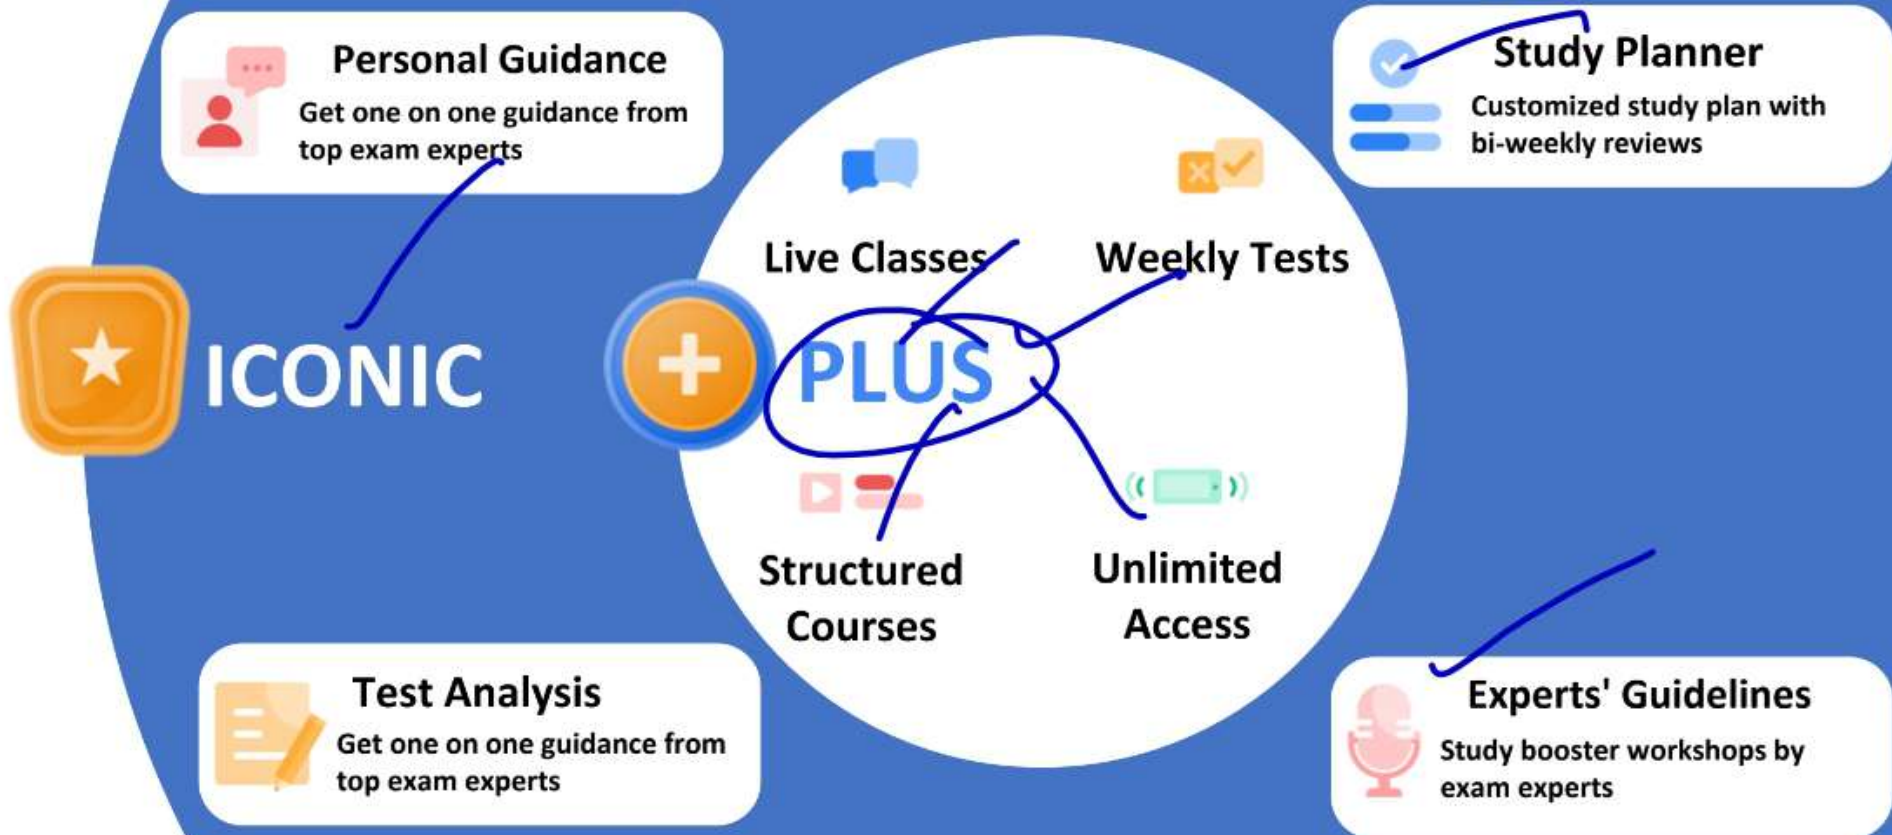 Personal Guidance
Get one on one guidance from
top exam experts
Study Planner
Customized study plan with
bi-weekly reviews
Live Classes
Weekly Tests
ICONIC
PLUS
Structured
Courses
Unlimited
Access
Test Analysis
Get one on one guidance from
top exam experts
Experts' Guidelines
Study booster workshops by
exam experts